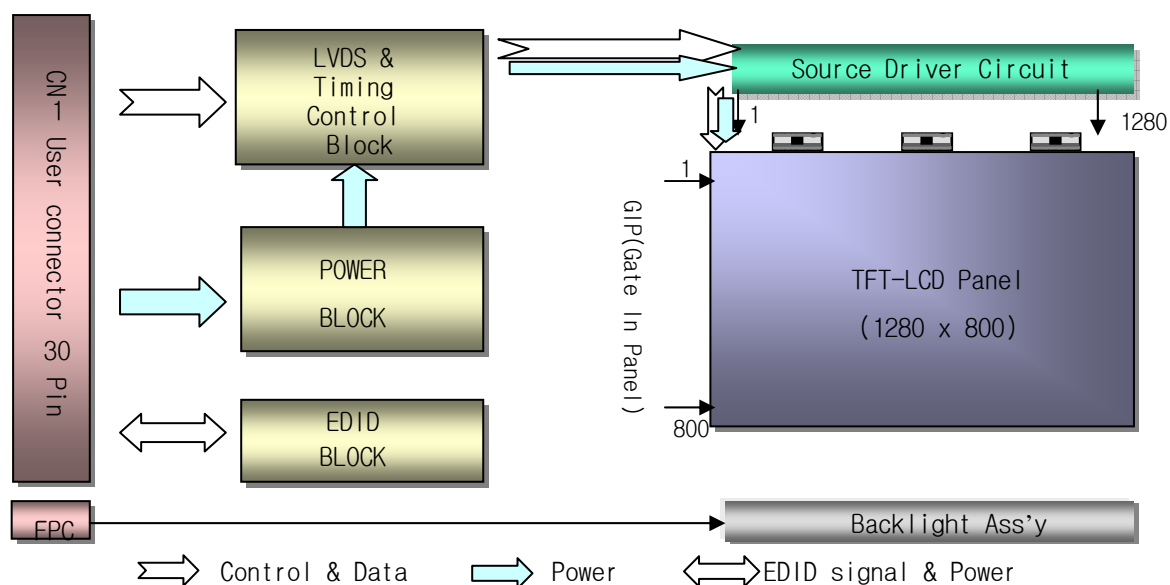 CN-1 User connector 30 Pin
LVDS &
Timing
Control
Block
POWER
BLOCK
EDID
BLOCK
Source Driver Circuit
1
1280
1
GIP(Gate In Panel)
800
TFT-LCD Panel
(1280 x 800)
FPC
Backlight Ass'y
Control & Data
Power
EDID signal & Power